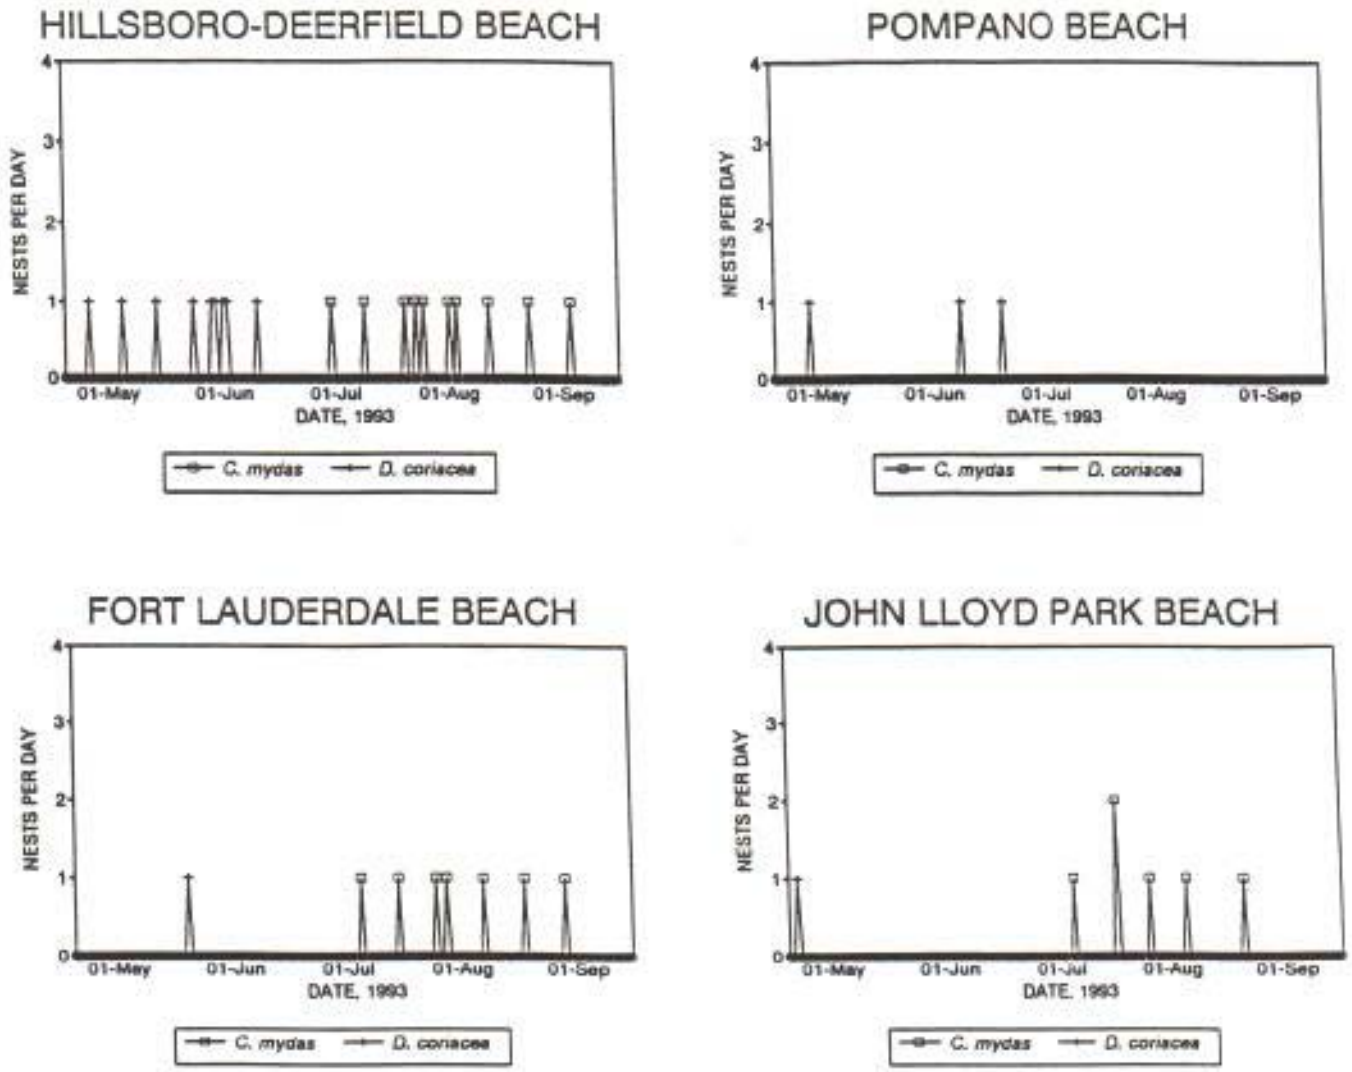 HILLSBORO-DEERFIELD BEACH
4
3
2
1
0
NESTS PER DAY
01-May 01-Jun 01-Jul 01-Aug 01-Sep
DATE, 1993
C. mydas D. coriacea
POMPANO BEACH
4
3
2
1
0
NESTS PER DAY
01-May 01-Jun 01-Jul 01-Aug 01-Sep
DATE, 1993
C. mydas D. coriacea
FORT LAUDERDALE BEACH
4
3
2
1
0
NESTS PER DAY
01-May 01-Jun 01-Jul 01-Aug 01-Sep
DATE, 1993
C. mydas D. coriacea
JOHN LLOYD PARK BEACH
4
3
2
1
0
NESTS PER DAY
01-May 01-Jun 01-Jul 01-Aug 01-Sep
DATE, 1993
C. mydas D. coriacea